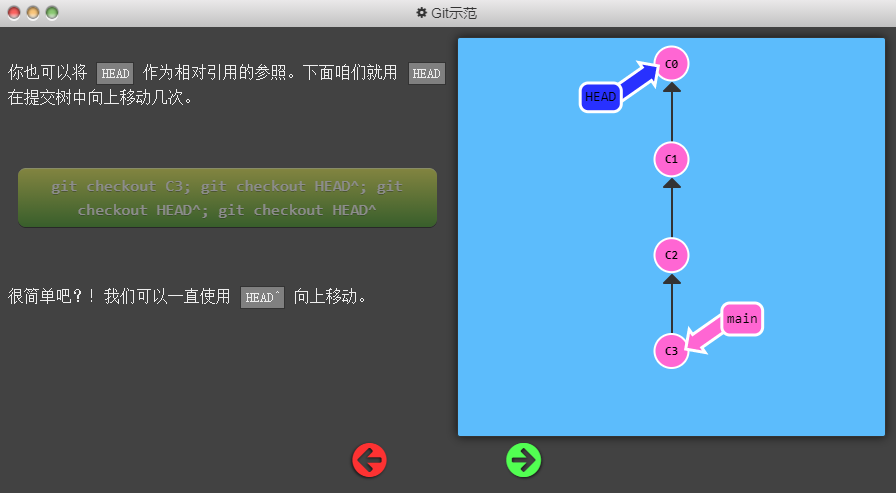 Git示范
你也可以将 HEAD 作为相对引用的参照。下面咱们就用 HEAD
在提交树中向上移动几次。
git checkout C3; git checkout HEAD^; git
checkout HEAD^; git checkout HEAD^
很简单吧？！我们可以一直使用 HEAD^ 向上移动。
C0
HEAD
C1
C2
main
C3